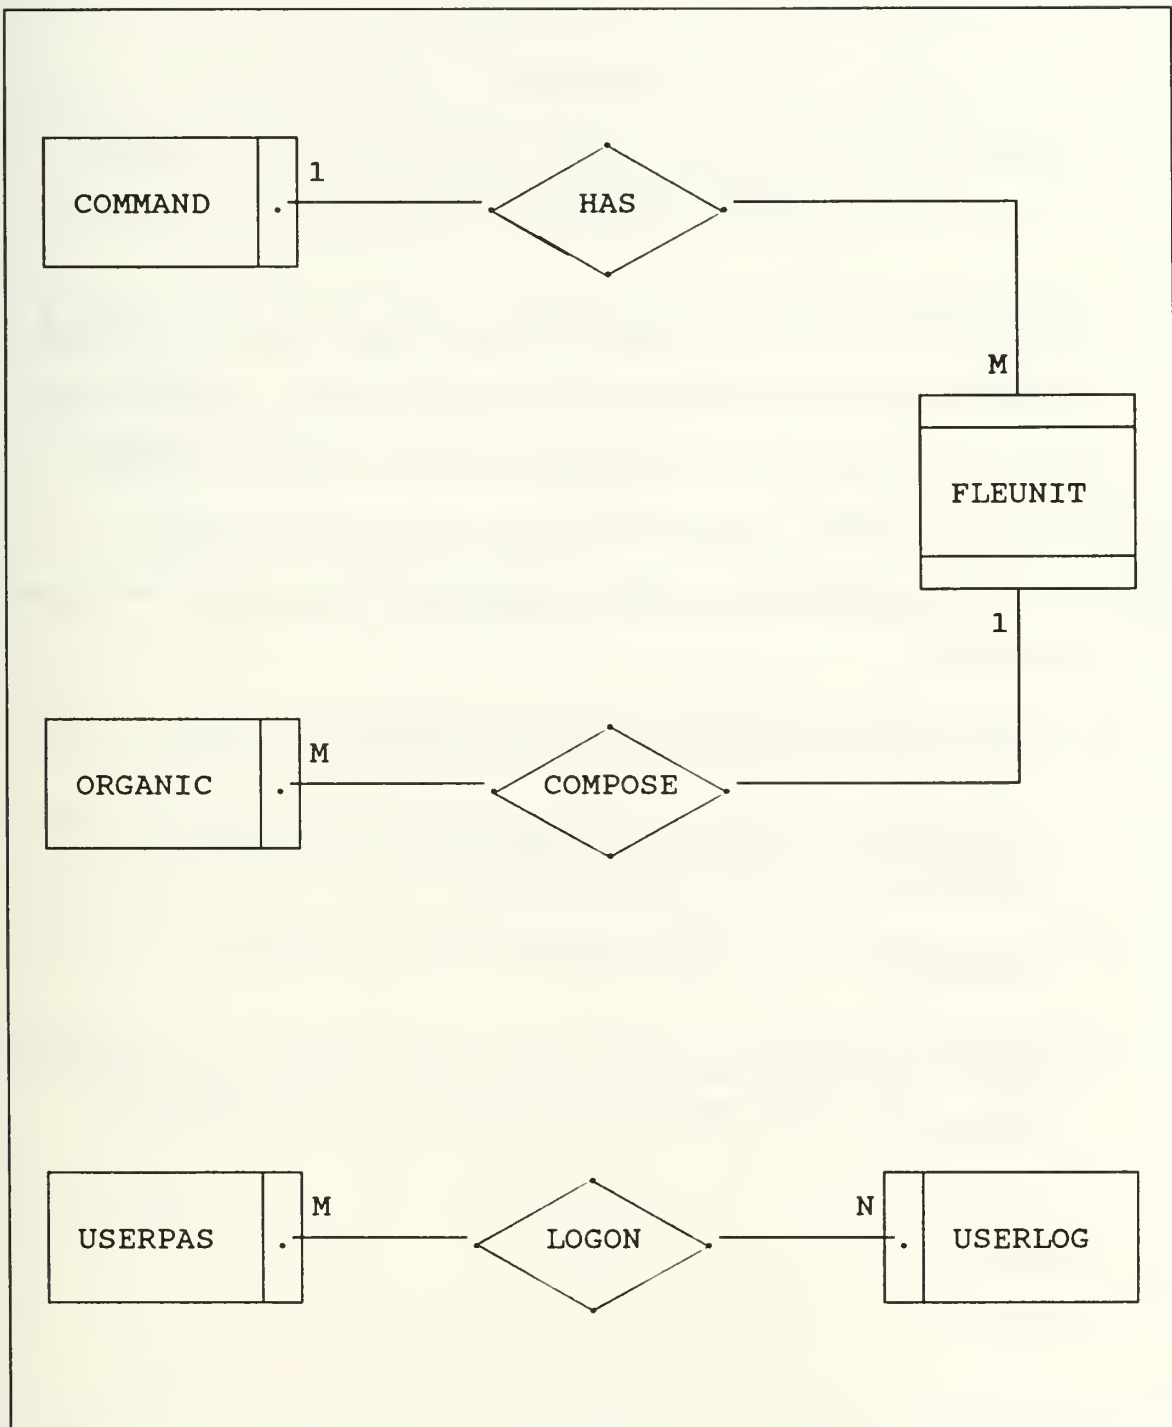 1
COMMAND
HAS
M
FLEUNIT
1
M
ORGANIC
COMPOSE
M
N
USERPAS
LOGON
USERLOG